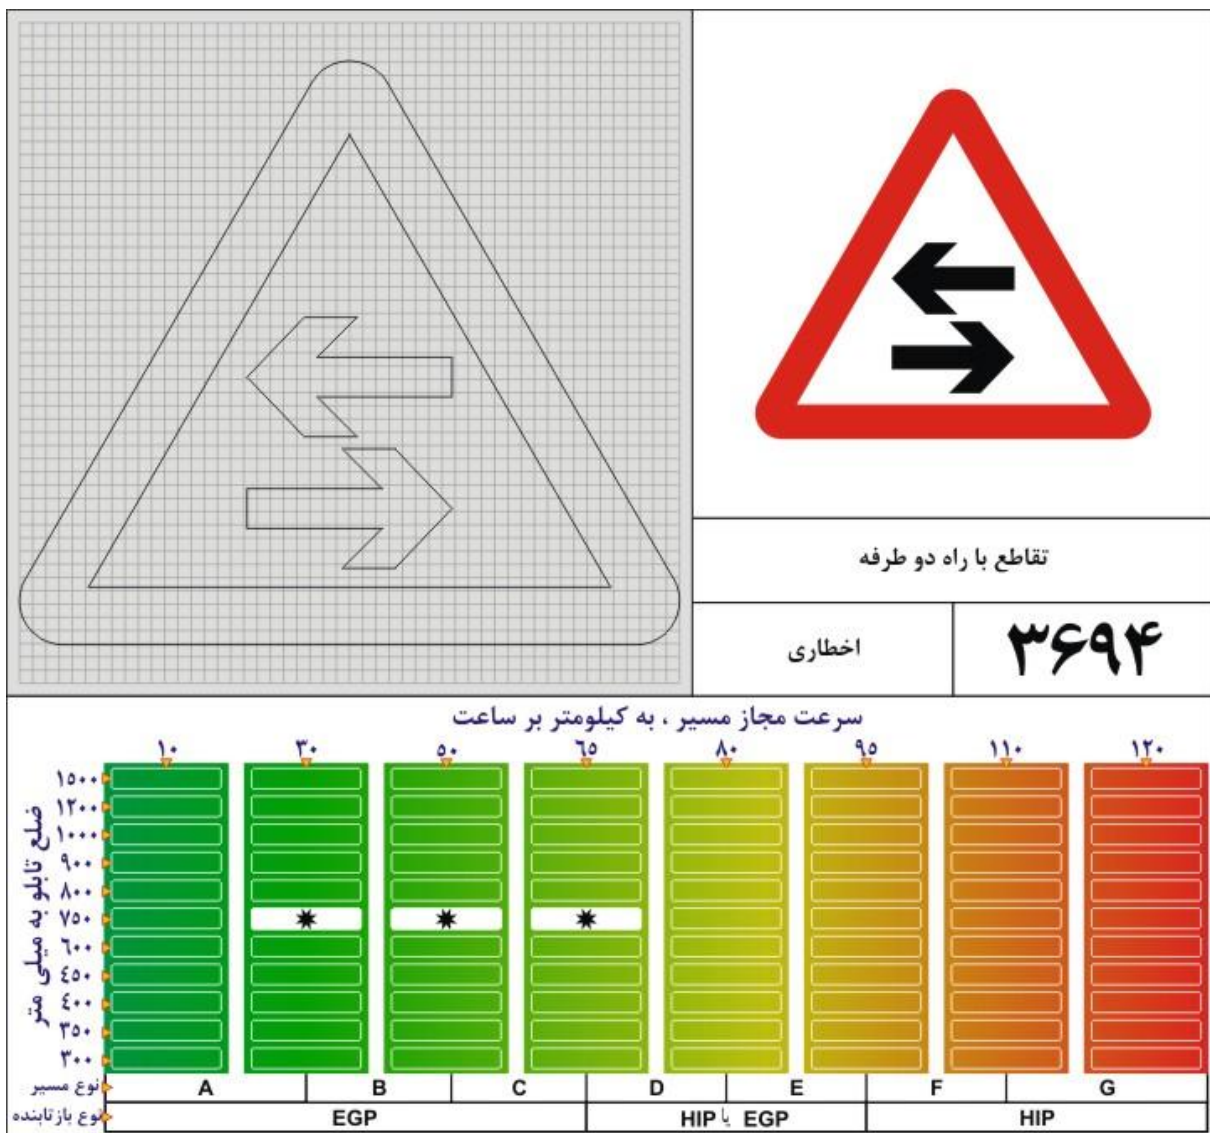 تقاطع با راه دو طرفه
اخطاری
۳۶۹۴
سرعت مجاز مسیر ، به کیلومتر بر ساعت
۱۰ ۳۰ ۵۰ ۶۵ ۸۰ ۹۵ ۱۱۰ ۱۲۰
ضلع تابلو به میلی متر
۱۵۰۰
۱۲۰۰
۱۰۰۰
۹۰۰
۸۰۰
۷۵۰
۶۰۰
٤٥۰
٤۰۰
۳۵۰
۳۰۰
نوع مسیر A B C D E F G
نوع بازتابنده EGP HIP یا EGP HIP